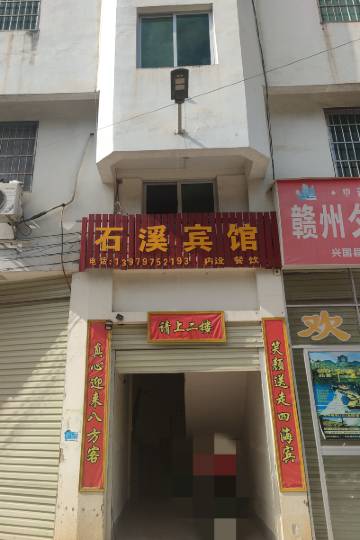 石溪宾馆
电话:13979752193 内设 餐饮
请上二楼
真心迎来八方客
笑颜送走四海宾
赣州
兴国县
欢